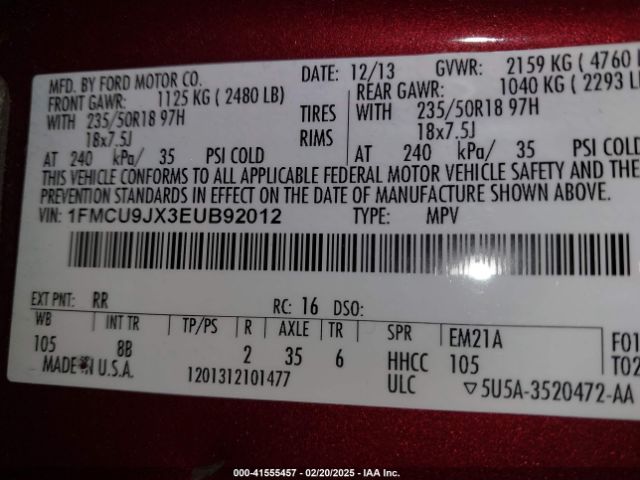 MFD. BY FORD MOTOR CO. DATE: 12/13 GVWR: 2159 KG ( 4760
FRONT GAWR: 1125 KG ( 2480 LB) REAR GAWR: 1040 KG ( 2293 LB
WITH 235/50R18 97H TIRES WITH 235/50R18 97H
18x7.5J RIMS 18x7.5J
AT 240 kPa/ 35 PSI COLD AT 240 kPa/ 35 PSI COLD
THIS VEHICLE CONFORMS TO ALL APPLICABLE FEDERAL MOTOR VEHICLE SAFETY AND THE
PREVENTION STANDARDS IN EFFECT ON THE DATE OF MANUFACTURE SHOWN ABOVE.
VIN: 1FMCU9JX3EUB92012 TYPE: MPV
EXT PNT: RR RC: 16 DSO:
WB INT TR TP/PS R AXLE TR SPR EM21A F01
105 8B 2 35 6 HHCC 105 T02
MADE IN U.S.A. 1201312101477 ULC ▽5U5A-3520472-AA
000-41555457 - 02/20/2025 - IAA Inc.